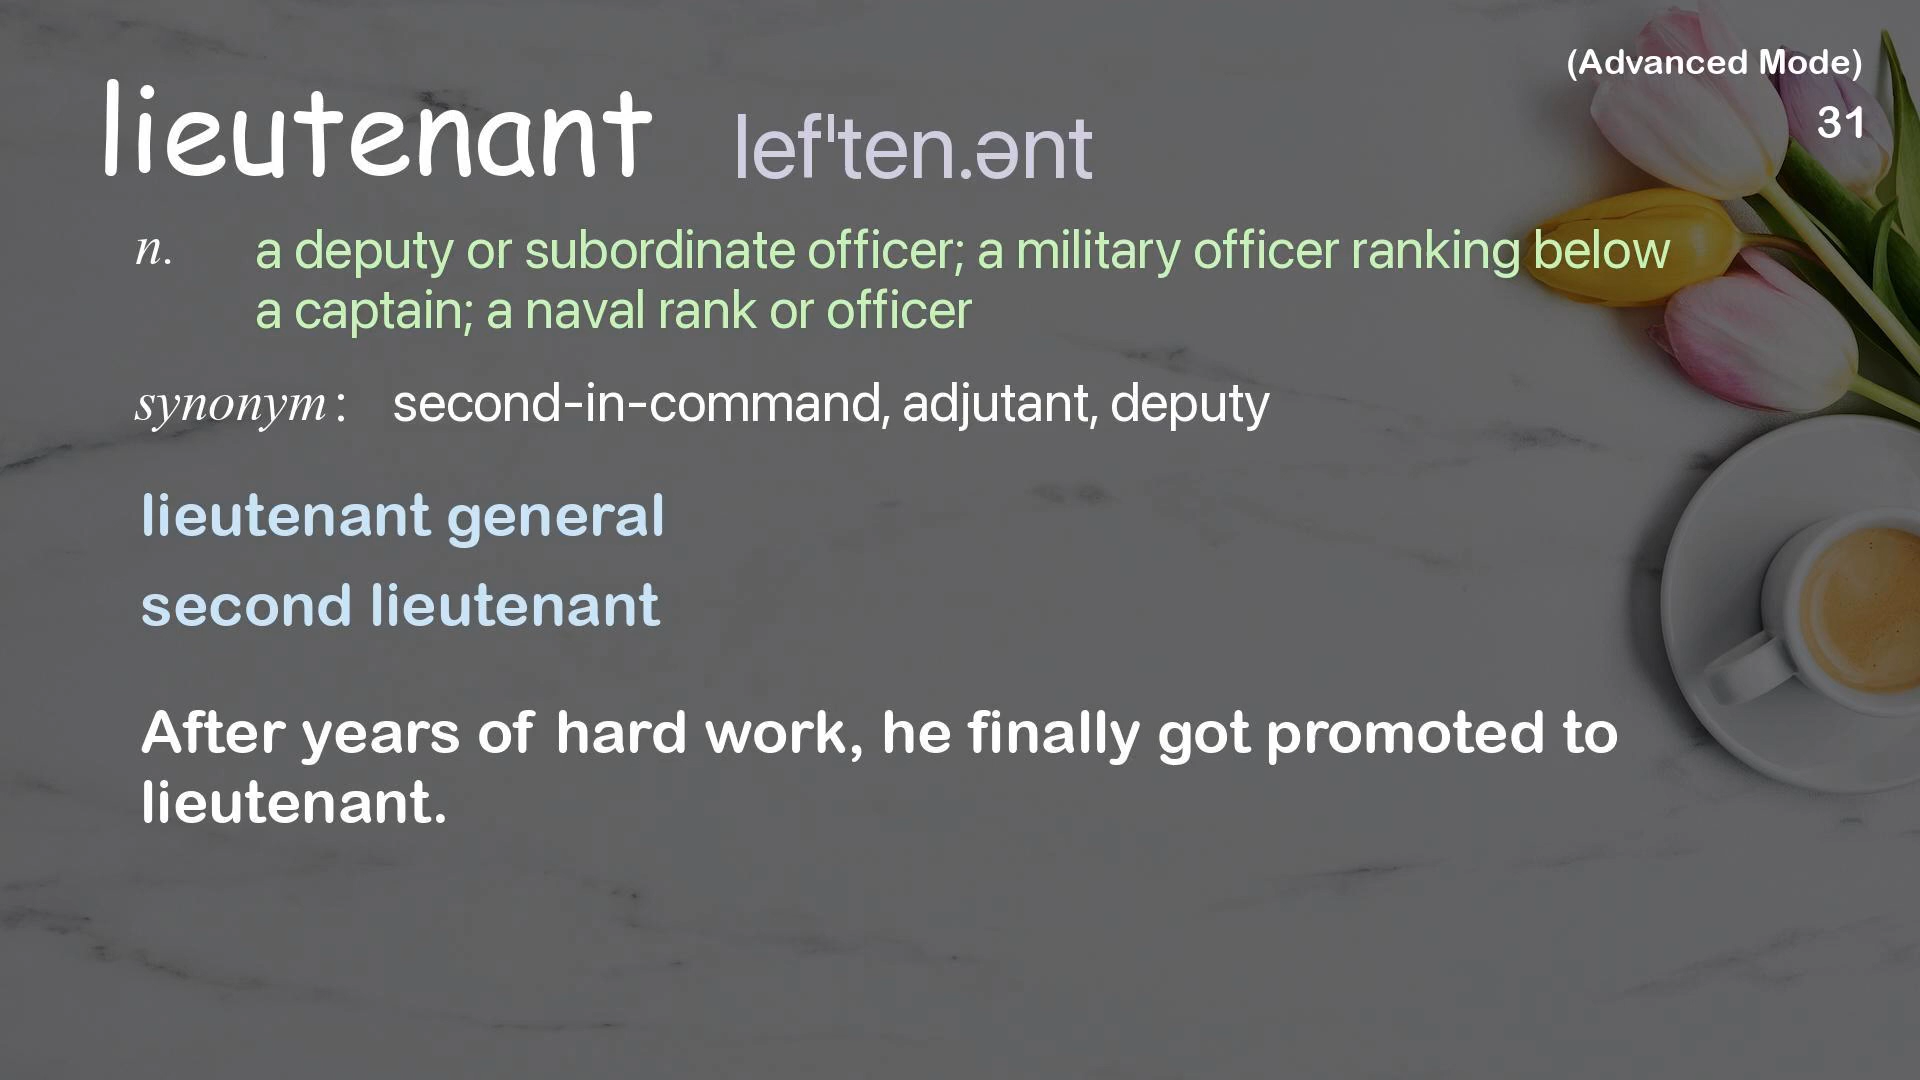 (Advanced Mode)
31
lieutenant lefˈten.ənt
n. a deputy or subordinate officer; a military officer ranking below
a captain; a naval rank or officer
synonym: second-in-command, adjutant, deputy
lieutenant general
second lieutenant
After years of hard work, he finally got promoted to
lieutenant.